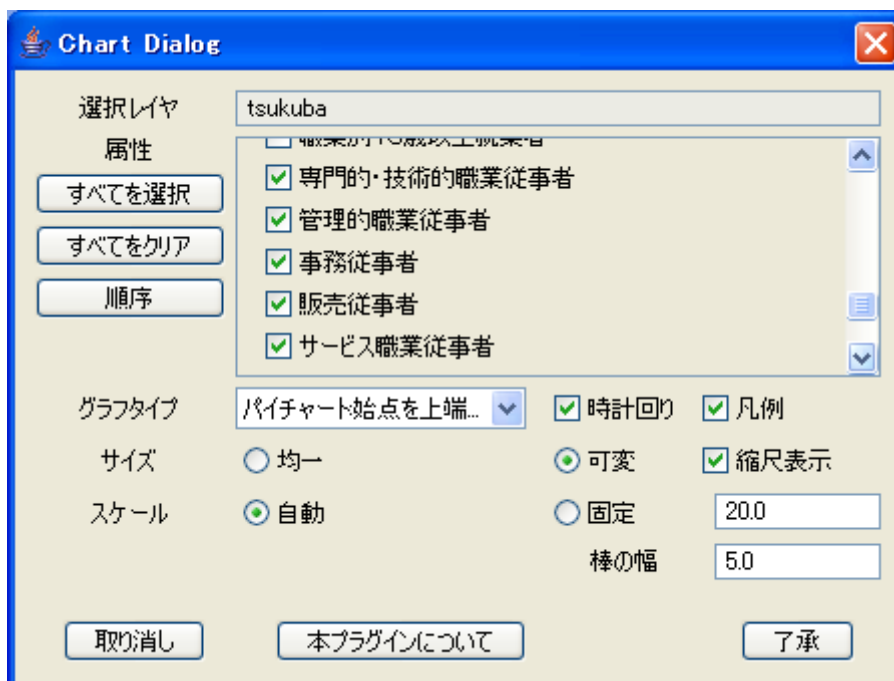 Chart Dialog
選択レイヤ tsukuba
属性
すべてを選択
すべてをクリア
順序
専門的・技術的職業従事者
管理的職業従事者
事務従事者
販売従事者
サービス職業従事者
グラフタイプ パイチャート始点を上端... 時計回り 凡例
サイズ 均一 可変 縮尺表示
スケール 自動 固定 20.0
棒の幅 5.0
取り消し 本プラグインについて 了承